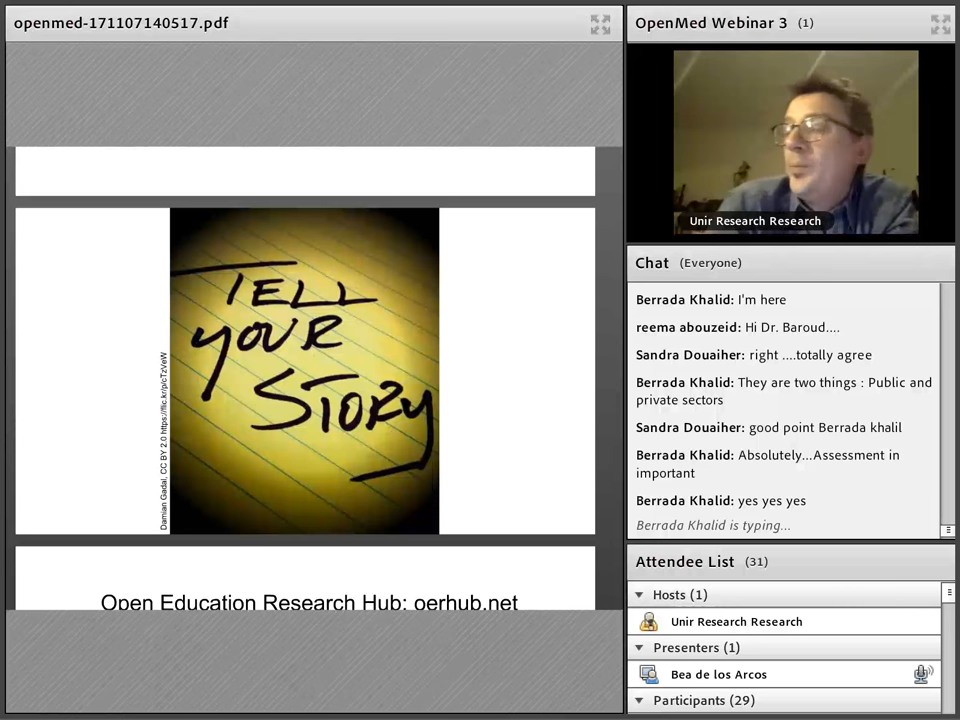 openmed-171107140517.pdf
TELL
YOUR
STORY
Damian Gadal, CC BY 2.0 https://flic.kr/p/cTzVeW
Open Education Research Hub: oerhub.net
OpenMed Webinar 3 (1)
Unir Research Research
Chat (Everyone)
Berrada Khalid: I'm here
reema abouzeid: Hi Dr. Baroud....
Sandra Douaiher: right ....totally agree
Berrada Khalid: They are two things : Public and
private sectors
Sandra Douaiher: good point Berrada khalil
Berrada Khalid: Absolutely...Assessment in
important
Berrada Khalid: yes yes yes
Berrada Khalid is typing...
Attendee List (31)
Hosts (1)
Unir Research Research
Presenters (1)
Bea de los Arcos
Participants (29)